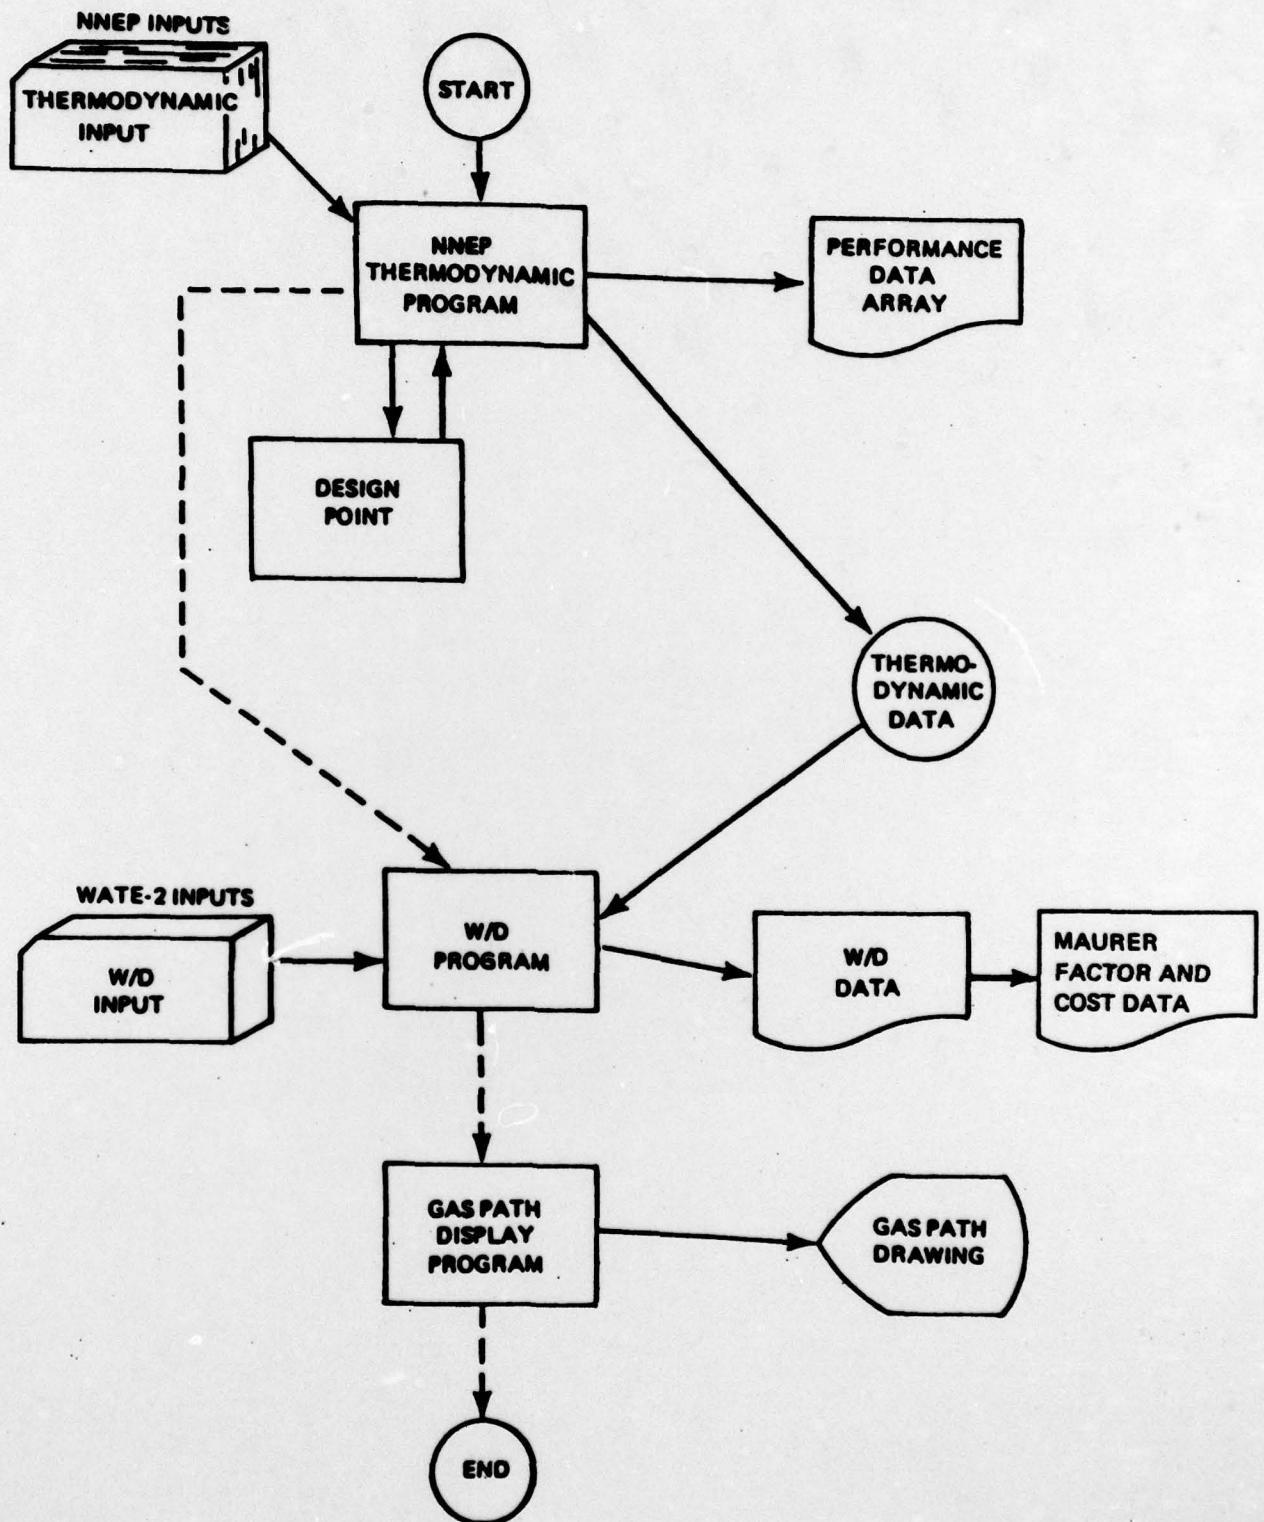 NNEP INPUTS
THERMODYNAMIC
INPUT
START
NNEP
THERMODYNAMIC
PROGRAM
PERFORMANCE
DATA
ARRAY
DESIGN
POINT
THERMO-
DYNAMIC
DATA
WATE-2 INPUTS
W/D
INPUT
W/D
PROGRAM
W/D
DATA
MAURER
FACTOR AND
COST DATA
GAS PATH
DISPLAY
PROGRAM
GAS PATH
DRAWING
END